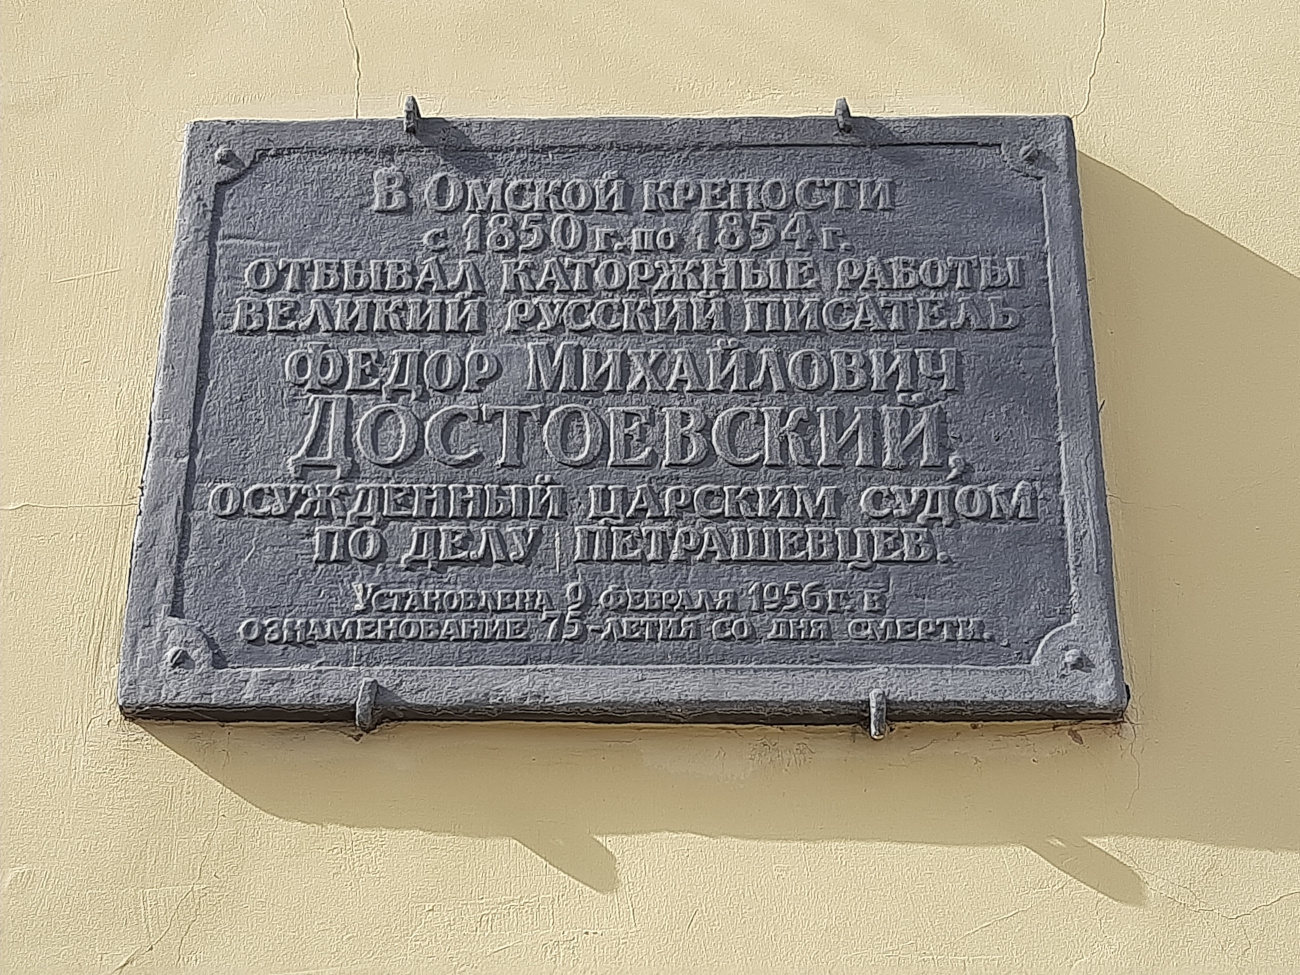 В Омской крепости
с 1850 г. по 1854 г.
отбывал каторжные работы
великий русский писатель
Федор Михайлович
Достоевский,
осужденный царским судом
по делу петрашевцев.
Установлена 9 февраля 1956 г. в
ознаменование 75-летия со дня смерти.